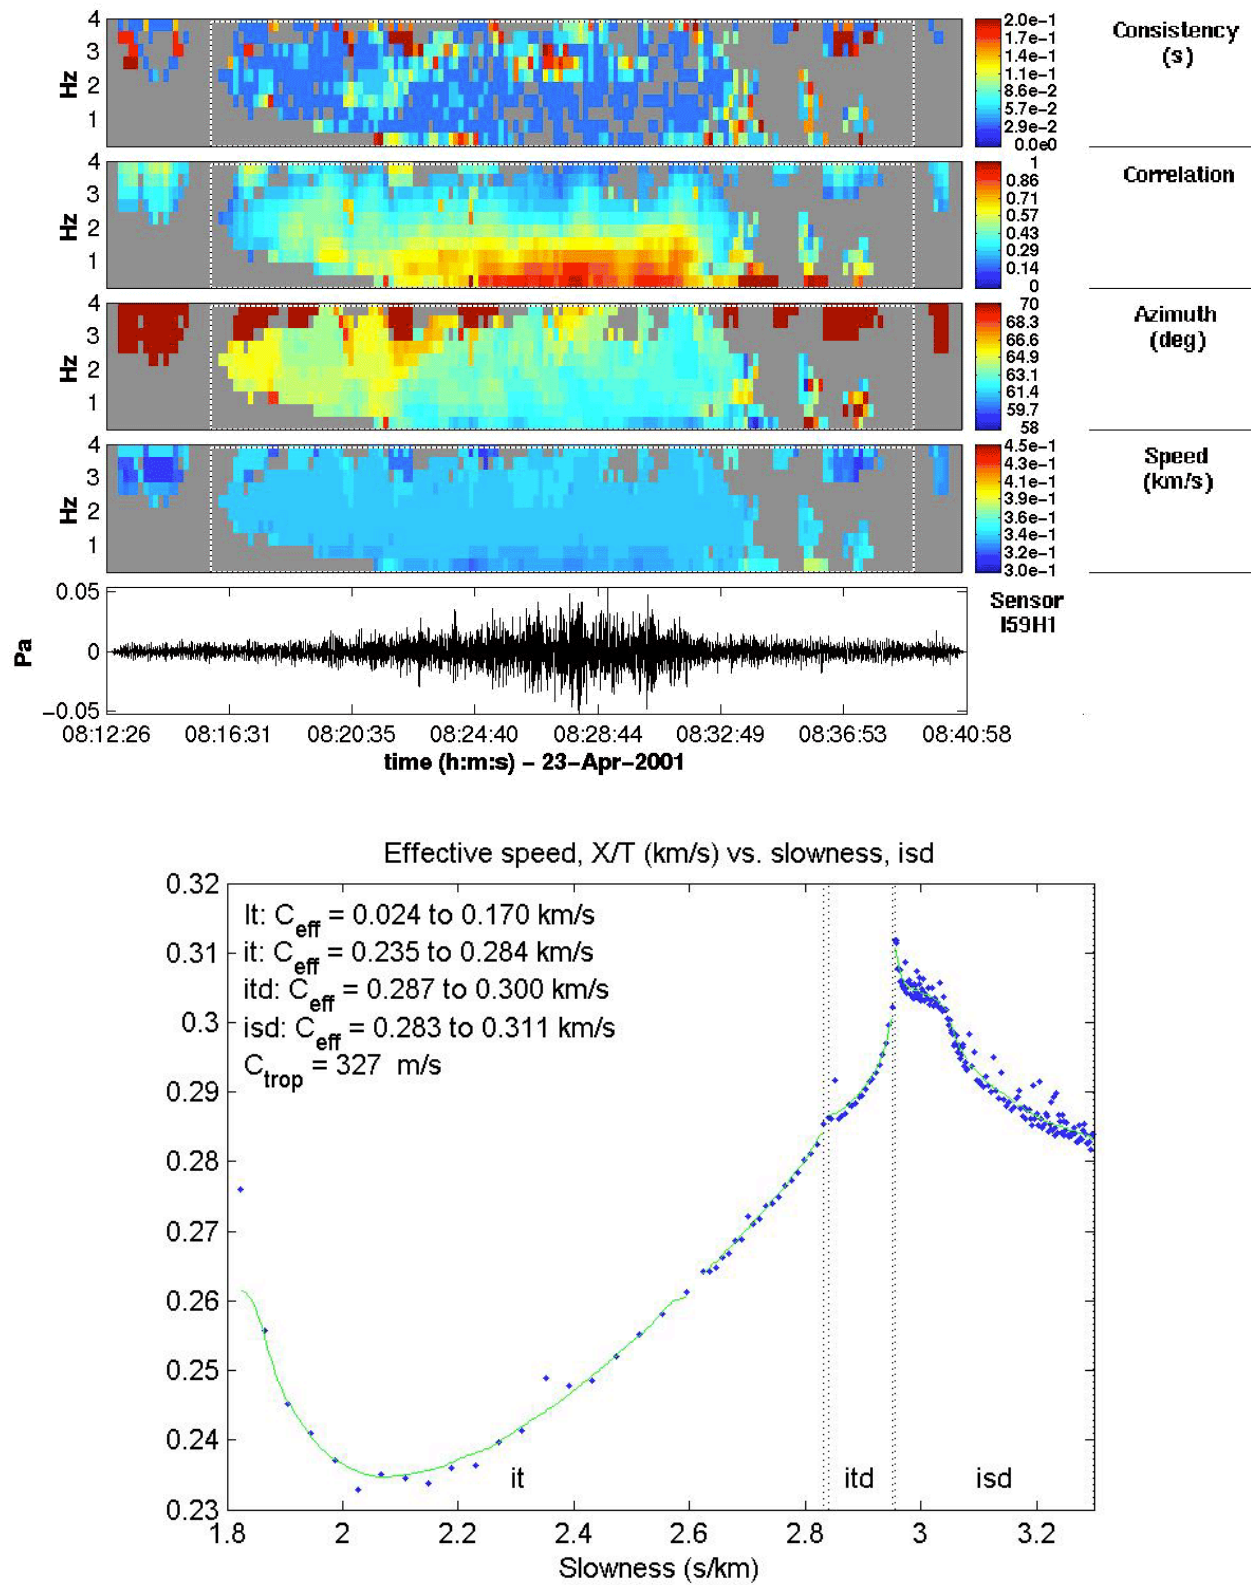 4
3
2
1
Hz
2.0e−1
1.7e−1
1.4e−1
1.1e−1
8.6e−2
5.7e−2
2.9e−2
0.0e0
Consistency
(s)
4
3
2
1
Hz
1
0.86
0.71
0.57
0.43
0.29
0.14
0
Correlation
4
3
2
1
Hz
70
68.3
66.6
64.9
63.1
61.4
59.7
58
Azimuth
(deg)
4
3
2
1
Hz
4.5e−1
4.3e−1
4.1e−1
3.9e−1
3.6e−1
3.4e−1
3.2e−1
3.0e−1
Speed
(km/s)
0.05
0
−0.05
Pa
Sensor
I59H1
08:12:26 08:16:31 08:20:35 08:24:40 08:28:44 08:32:49 08:36:53 08:40:58
time (h:m:s) − 23−Apr−2001
Effective speed, X/T (km/s) vs. slowness, isd
0.32
0.31
0.3
0.29
0.28
0.27
0.26
0.25
0.24
0.23
lt: Ceff = 0.024 to 0.170 km/s
it: Ceff = 0.235 to 0.284 km/s
itd: Ceff = 0.287 to 0.300 km/s
isd: Ceff = 0.283 to 0.311 km/s
Ctrop = 327 m/s
it itd isd
1.8 2 2.2 2.4 2.6 2.8 3 3.2
Slowness (s/km)